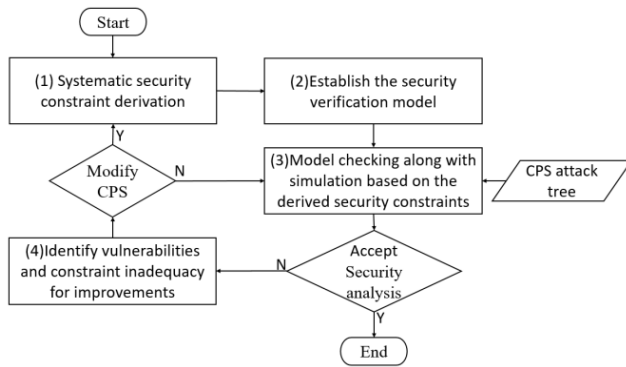 Start
(1) Systematic security
constraint derivation
(2)Establish the security
verification model
Y
Modify
CPS
N
(3)Model checking along with
simulation based on the
derived security constraints
CPS attack
tree
(4)Identify vulnerabilities
and constraint inadequacy
for improvements
N
Accept
Security
analysis
Y
End